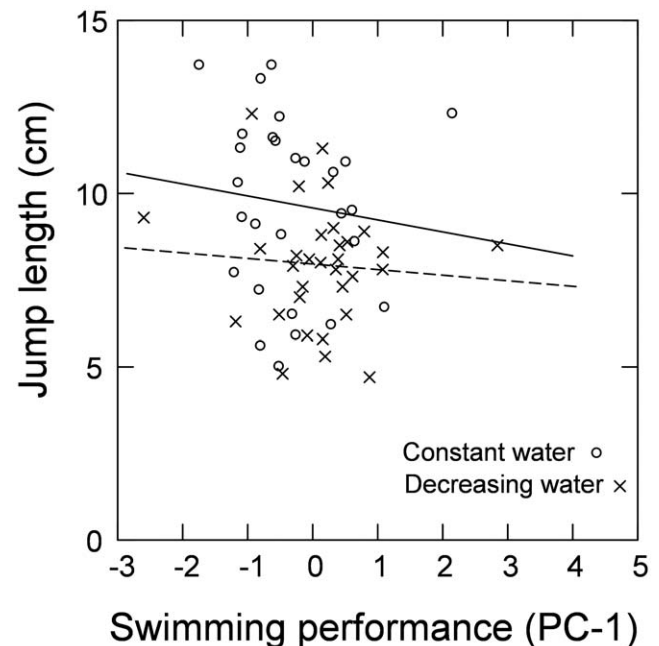 15
10
5
0
Jump length (cm)
Constant water
Decreasing water
-3 -2 -1 0 1 2 3 4 5
Swimming performance (PC-1)